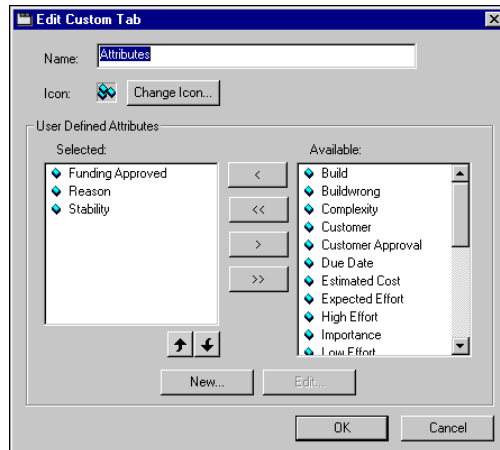 Edit Custom Tab
Name: Attributes
Icon: Change Icon...
User Defined Attributes
Selected:
Funding Approved
Reason
Stability
<
<<
>
>>
Available:
Build
Buildwrong
Complexity
Customer
Customer Approval
Due Date
Estimated Cost
Expected Effort
High Effort
Importance
Low Effort
New... Edit...
OK Cancel